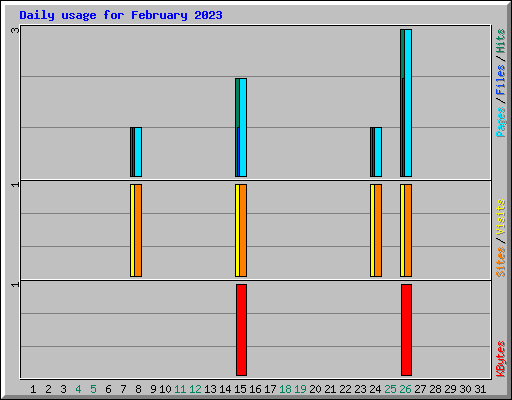 Daily usage for February 2023
3
Pages / Files / Hits
1
Sites / Visits
1
KBytes
1 2 3 4 5 6 7 8 9 10 11 12 13 14 15 16 17 18 19 20 21 22 23 24 25 26 27 28 29 30 31